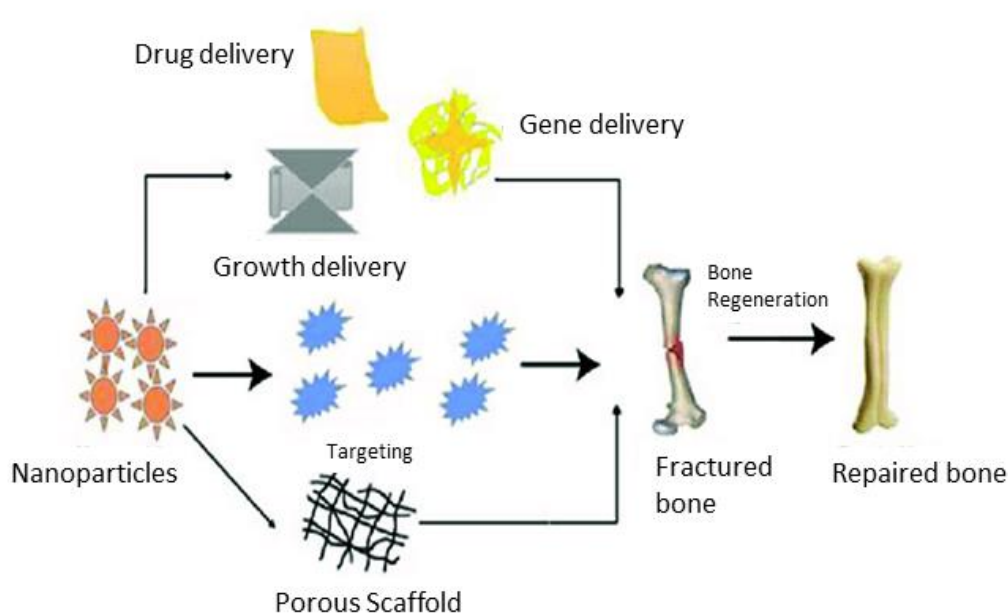 Drug delivery
Gene delivery
Growth delivery
Bone
Regeneration
Nanoparticles
Targeting
Fractured
bone
Repaired bone
Porous Scaffold